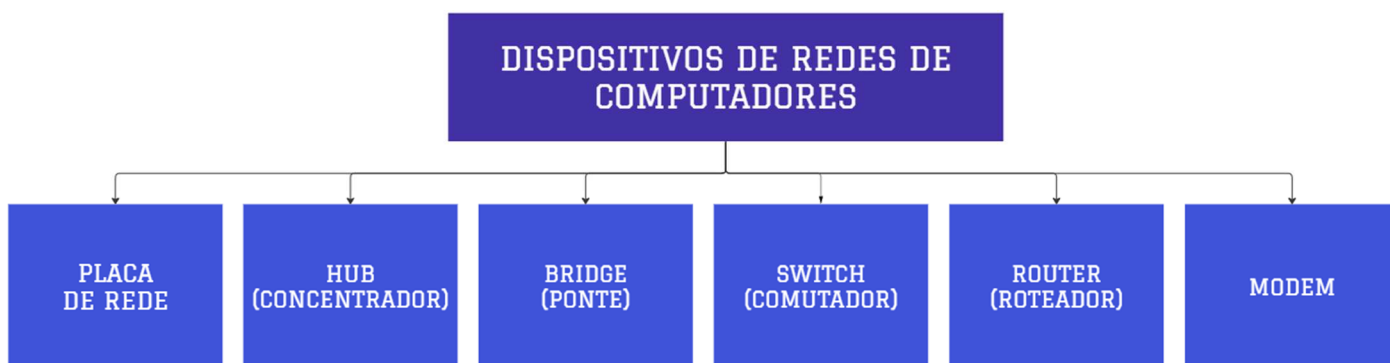 DISPOSITIVOS DE REDES DE
COMPUTADORES
PLACA
DE REDE
HUB
(CONCENTRADOR)
BRIDGE
(PONTE)
SWITCH
(COMUTADOR)
ROUTER
(ROTEADOR)
MODEM